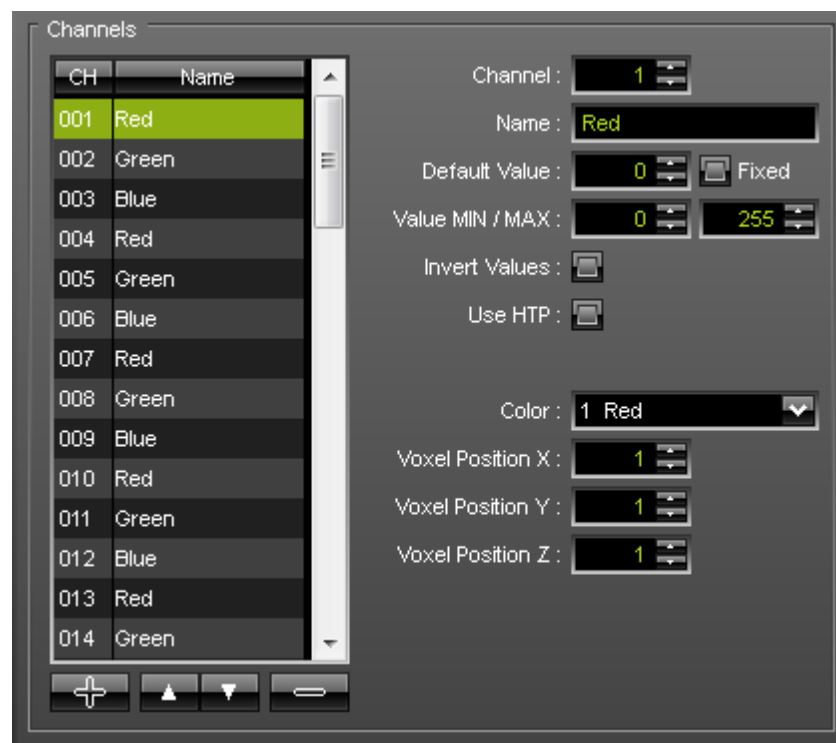 Channels
CH Name
001 Red
002 Green
003 Blue
004 Red
005 Green
006 Blue
007 Red
008 Green
009 Blue
010 Red
011 Green
012 Blue
013 Red
014 Green
Channel : 1
Name : Red
Default Value : 0 Fixed
Value MIN / MAX : 0 255
Invert Values :
Use HTP :
Color : 1 Red
Voxel Position X : 1
Voxel Position Y : 1
Voxel Position Z : 1